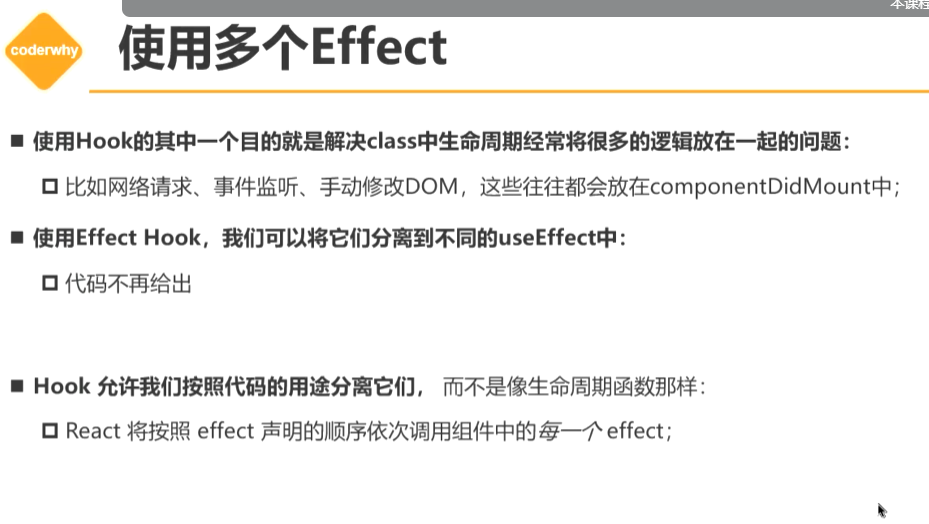 本课程
coderwhy
使用多个Effect
使用Hook的其中一个目的就是解决class中生命周期经常将很多的逻辑放在一起的问题：
比如网络请求、事件监听、手动修改DOM，这些往往都会放在componentDidMount中；
使用Effect Hook，我们可以将它们分离到不同的useEffect中：
代码不再给出
Hook 允许我们按照代码的用途分离它们， 而不是像生命周期函数那样：
React 将按照 effect 声明的顺序依次调用组件中的每一个 effect；